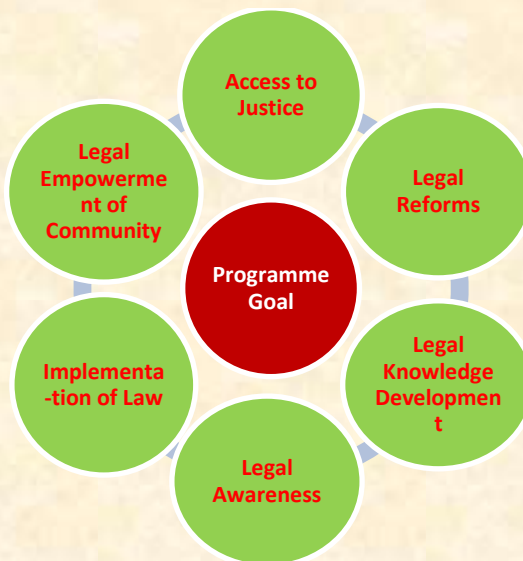 Access to
Justice
Legal
Reforms
Legal
Knowledge
Developmen
t
Legal
Awareness
Implementa
-tion of Law
Legal
Empowerme
nt of
Community
Programme
Goal